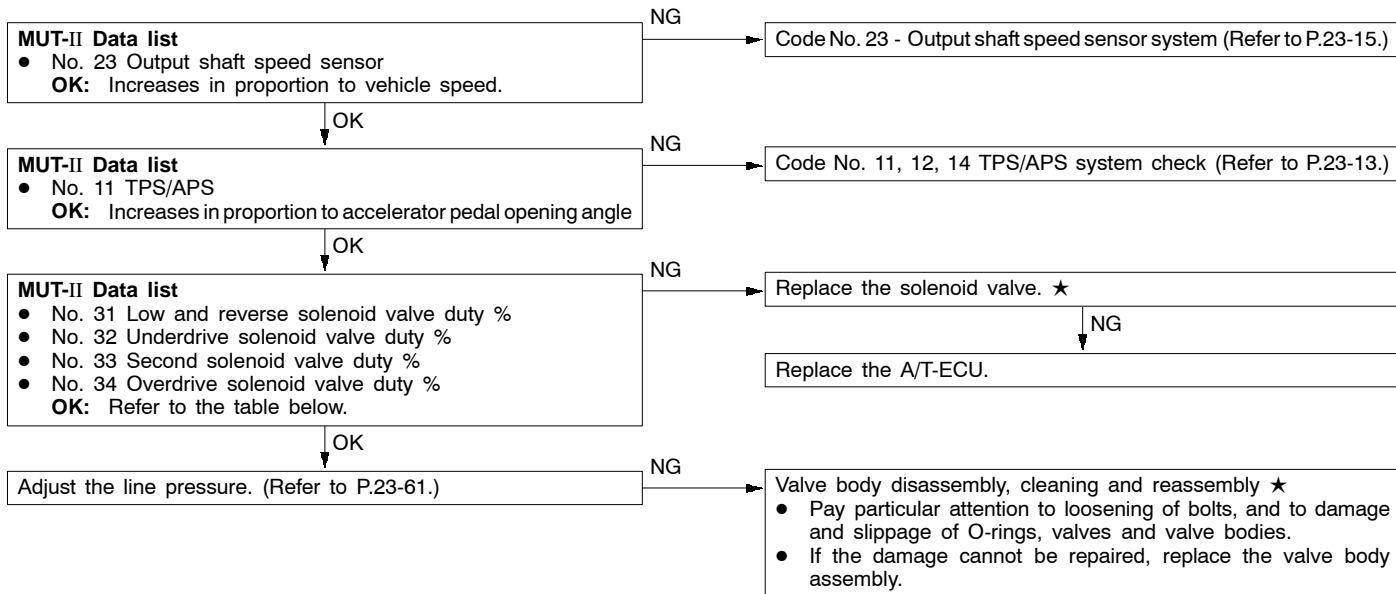 NG
MUT-II Data list
● No. 23 Output shaft speed sensor
OK: Increases in proportion to vehicle speed.
Code No. 23 - Output shaft speed sensor system (Refer to P.23-15.)
OK
NG
MUT-II Data list
● No. 11 TPS/APS
OK: Increases in proportion to accelerator pedal opening angle
Code No. 11, 12, 14 TPS/APS system check (Refer to P.23-13.)
OK
NG
MUT-II Data list
● No. 31 Low and reverse solenoid valve duty %
● No. 32 Underdrive solenoid valve duty %
● No. 33 Second solenoid valve duty %
● No. 34 Overdrive solenoid valve duty %
OK: Refer to the table below.
Replace the solenoid valve. ★
NG
Replace the A/T-ECU.
OK
NG
Adjust the line pressure. (Refer to P.23-61.)
Valve body disassembly, cleaning and reassembly ★
● Pay particular attention to loosening of bolts, and to damage
and slippage of O-rings, valves and valve bodies.
● If the damage cannot be repaired, replace the valve body
assembly.